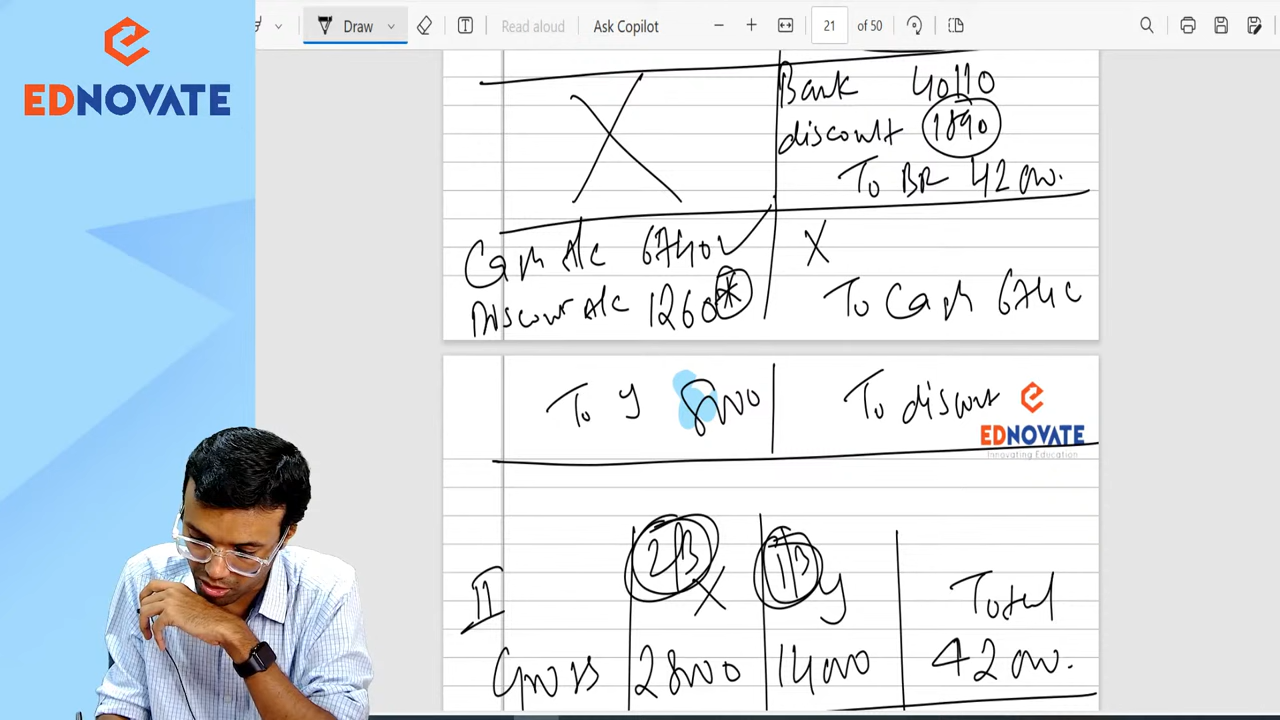 EDNOVATE
Draw
Read aloud
Ask Copilot
21 of 50
Bank 40110
discount 1890
To BR 42000.
X
Cash A/c 6740
X
Discount A/c 1260 *
To Cash 6740
To Y 8000
To discount
EDNOVATE
Innovating Education
2/3 1/3
II X Y Total
Gross 28000 14000 42000.